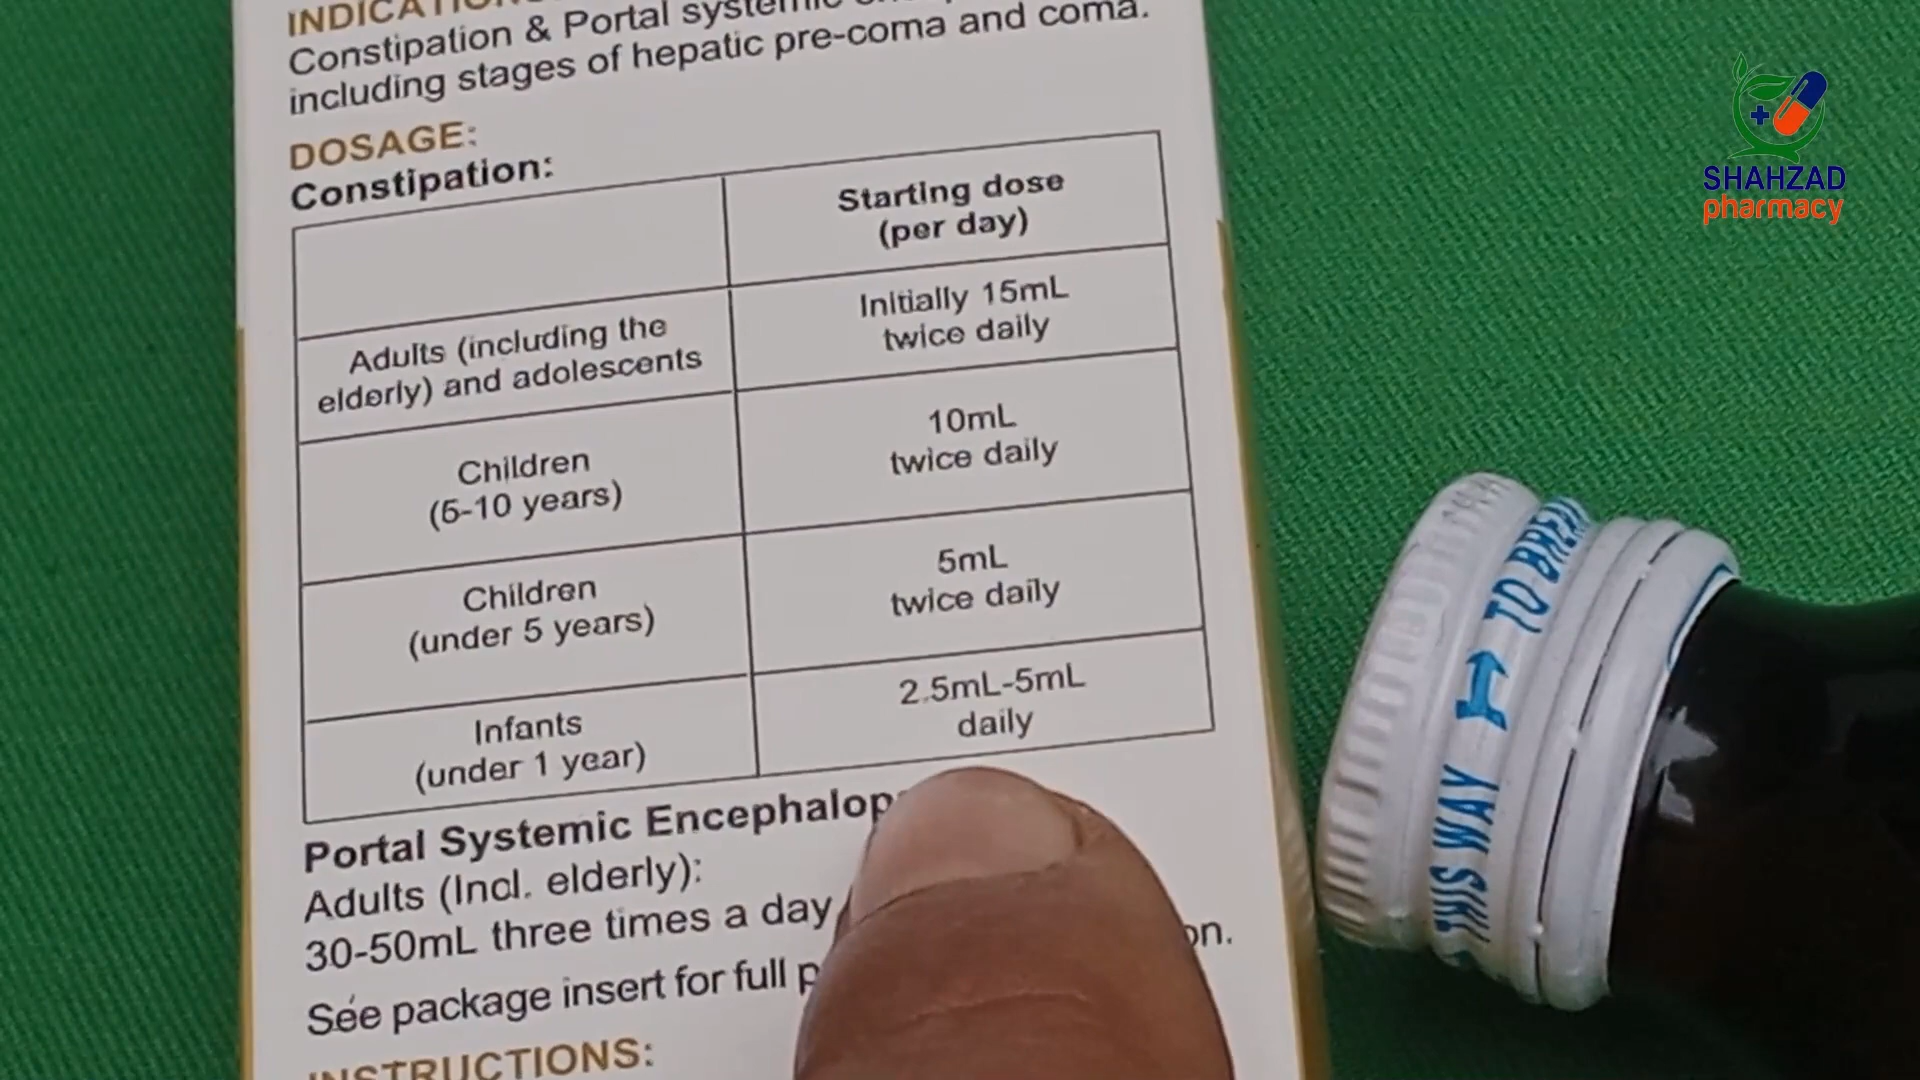 Constipation & Portal systemic
including stages of hepatic pre-coma and coma.
DOSAGE:
Constipation:
Starting dose
(per day)
Adults (including the
elderly) and adolescents
Initially 15mL
twice daily
Children
(5-10 years)
10mL
twice daily
Children
(under 5 years)
5mL
twice daily
Infants
(under 1 year)
2.5mL-5mL
daily
Portal Systemic
Adults (Incl. elderly):
30-50mL three times a day
See package insert for full
INSTRUCTIONS:
THIS WAY TO BREAK
SHAHZAD
pharmacy